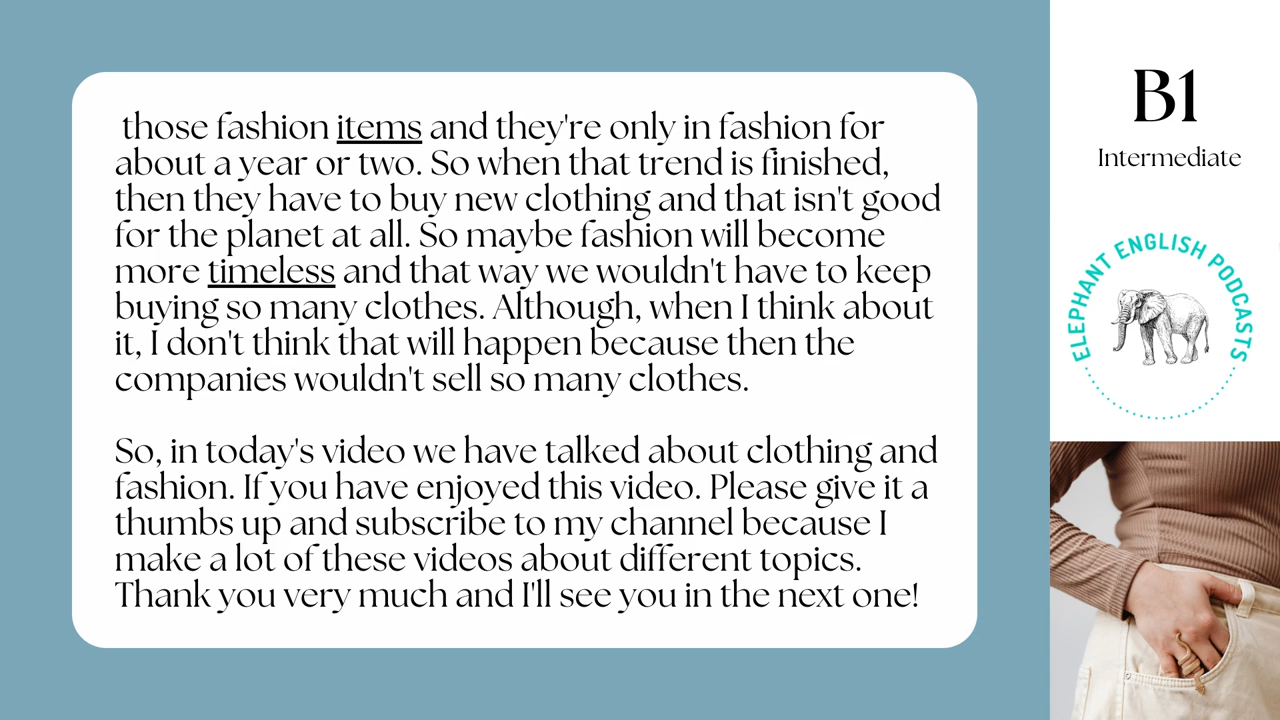 those fashion items and they're only in fashion for
about a year or two. So when that trend is finished,
then they have to buy new clothing and that isn't good
for the planet at all. So maybe fashion will become
more timeless and that way we wouldn't have to keep
buying so many clothes. Although, when I think about
it, I don't think that will happen because then the
companies wouldn't sell so many clothes.
So, in today's video we have talked about clothing and
fashion. If you have enjoyed this video. Please give it a
thumbs up and subscribe to my channel because I
make a lot of these videos about different topics.
Thank you very much and I'll see you in the next one!
B1
Intermediate
ELEPHANT ENGLISH PODCASTS